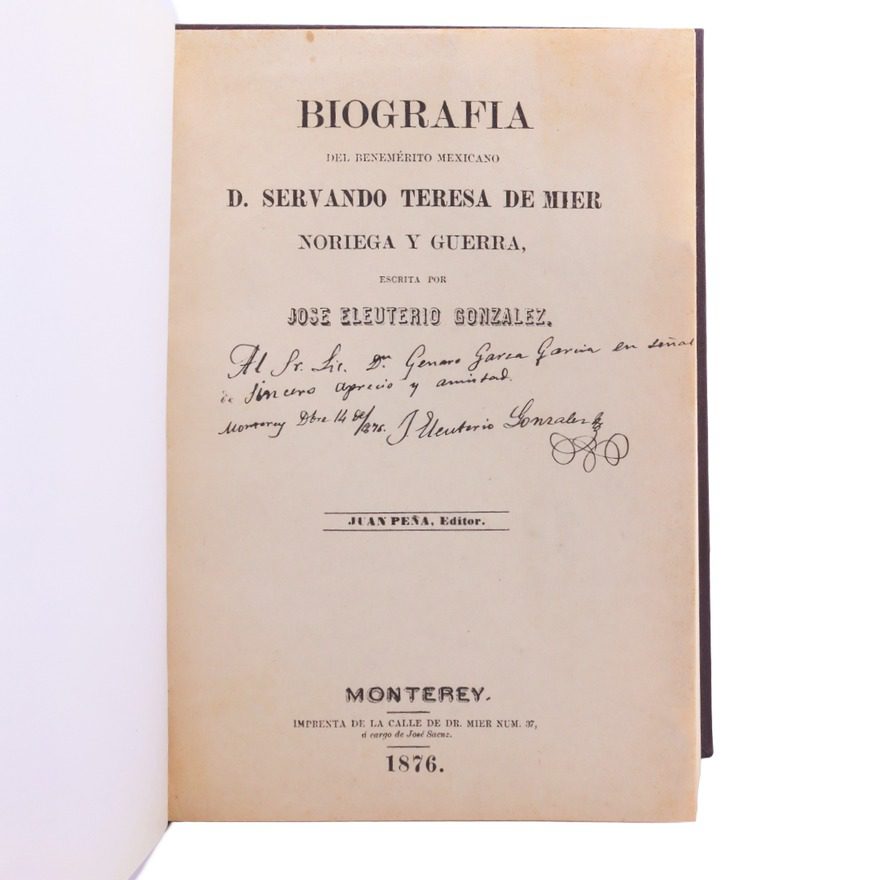 BIOGRAFIA
DEL BENEMÉRITO MEXICANO
D. SERVANDO TERESA DE MIER
NORIEGA Y GUERRA,
ESCRITA POR
JOSE ELEUTERIO GONZALEZ.
Al Sr. Lic. Dn Genaro Garza Garcia en señal
de sincero aprecio y amistad.
Monterey Dbre 14 de/1876. J. Eleuterio Gonzalez
JUAN PEÑA, Editor.
MONTEREY.
IMPRENTA DE LA CALLE DE DR. MIER NUM. 37,
á cargo de José Saenz.
1876.